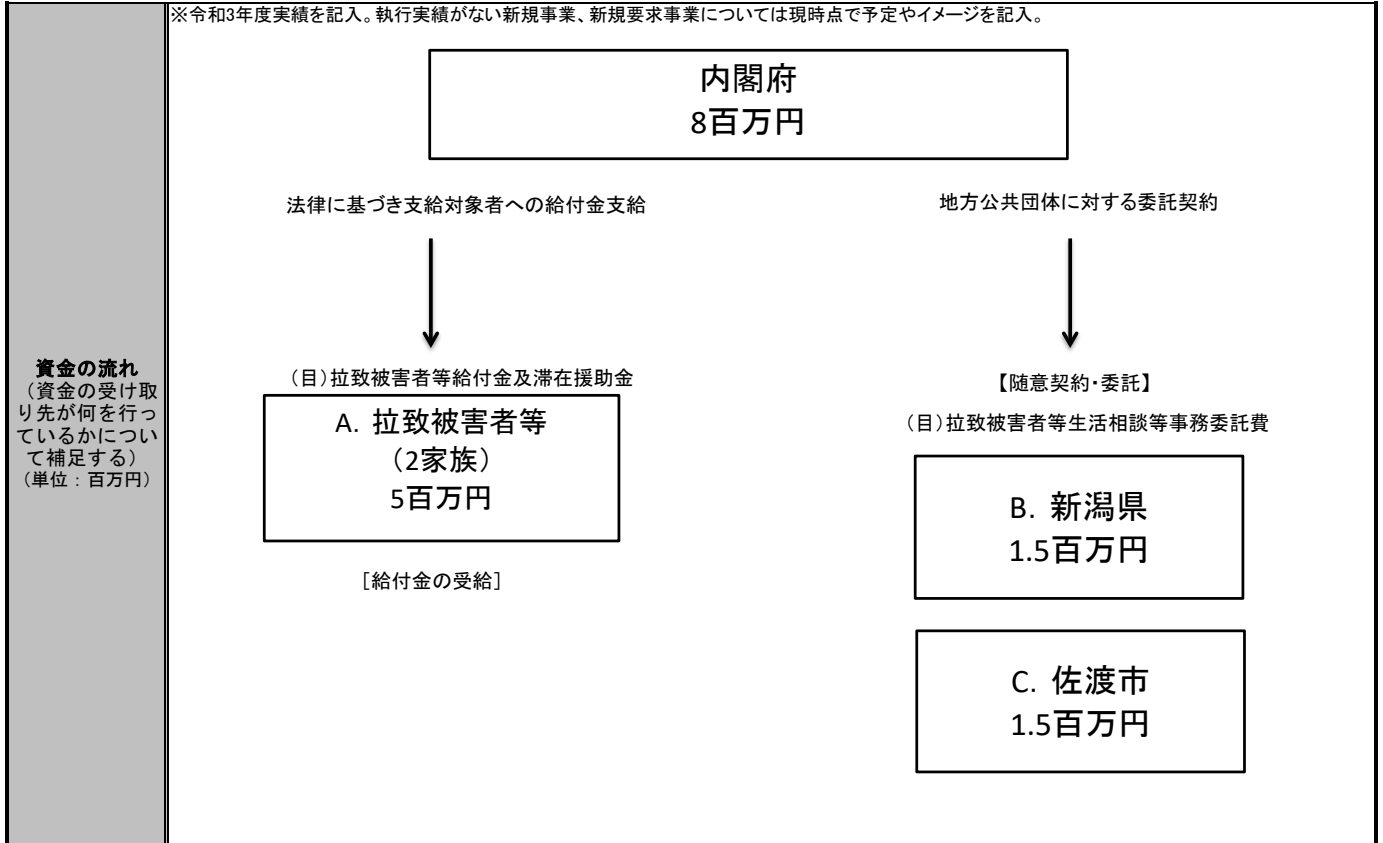 ※令和3年度実績を記入。執行実績がない新規事業、新規要求事業については現時点で予定やイメージを記入。
資金の流れ
(資金の受け取
り先が何を行っ
ているかについ
て補足する)
(単位:百万円)
内閣府
8百万円
法律に基づき支給対象者への給付金支給
(目)拉致被害者等給付金及滞在援助金
A. 拉致被害者等
(2家族)
5百万円
[給付金の受給]
地方公共団体に対する委託契約
【随意契約・委託】
(目)拉致被害者等生活相談等事務委託費
B. 新潟県
1.5百万円
C. 佐渡市
1.5百万円